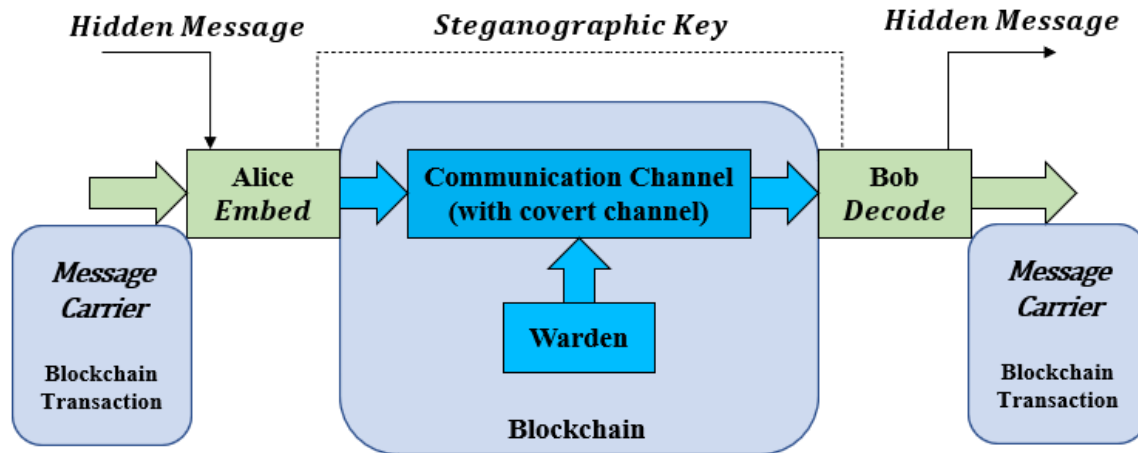 Hidden Message
Steganographic Key
Hidden Message
Alice
Embed
Communication Channel
(with covert channel)
Bob
Decode
Message
Carrier
Blockchain
Transaction
Warden
Blockchain
Message
Carrier
Blockchain
Transaction